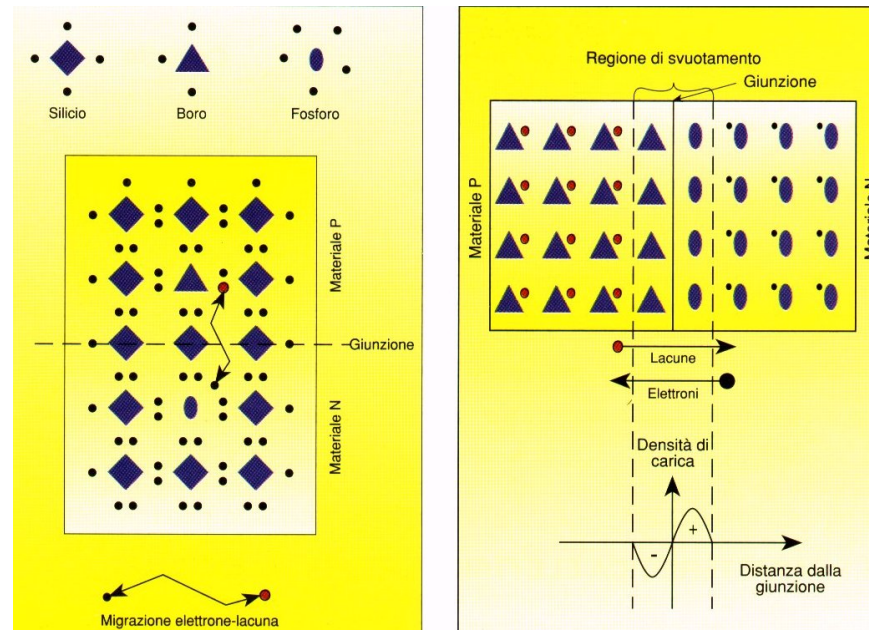 Silicio
Boro
Fosforo
Materiale P
Giunzione
Materiale N
Migrazione elettrone-lacuna
Regione di svuotamento
Giunzione
Materiale P
Lacune
Elettroni
Densità di
carica
+
-
Distanza dalla
giunzione